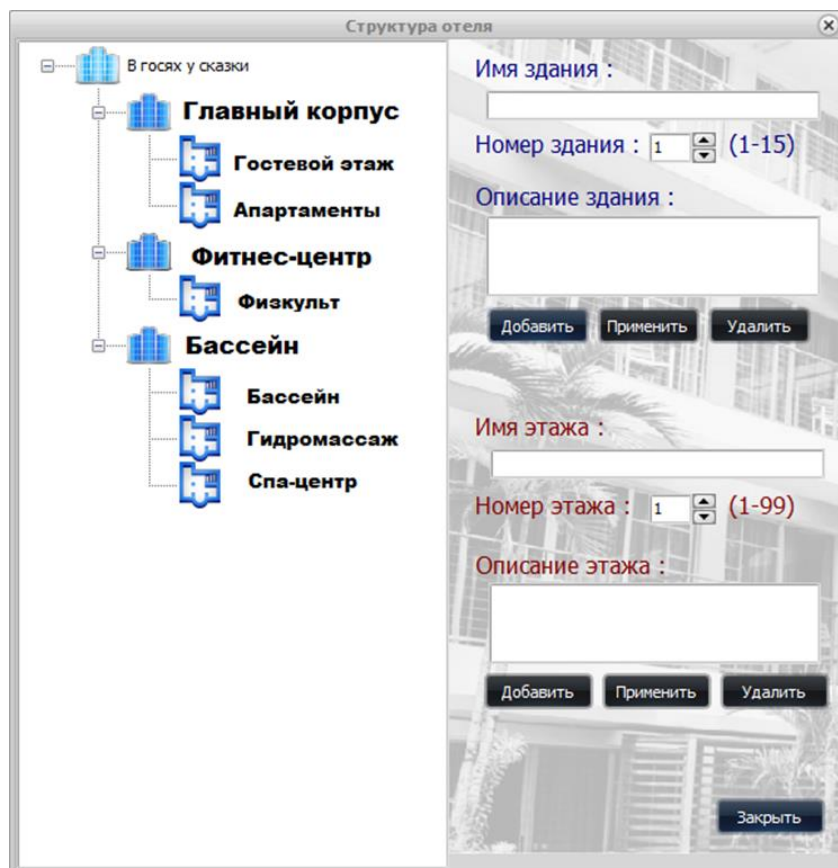 Структура отеля
В госях у сказки
Главный корпус
Гостевой этаж
Апартаменты
Фитнес-центр
Физкульт
Бассейн
Бассейн
Гидромассаж
Спа-центр
Имя здания :
Номер здания : 1 (1-15)
Описание здания :
Добавить Применить Удалить
Имя этажа :
Номер этажа : 1 (1-99)
Описание этажа :
Добавить Применить Удалить
Закрыть